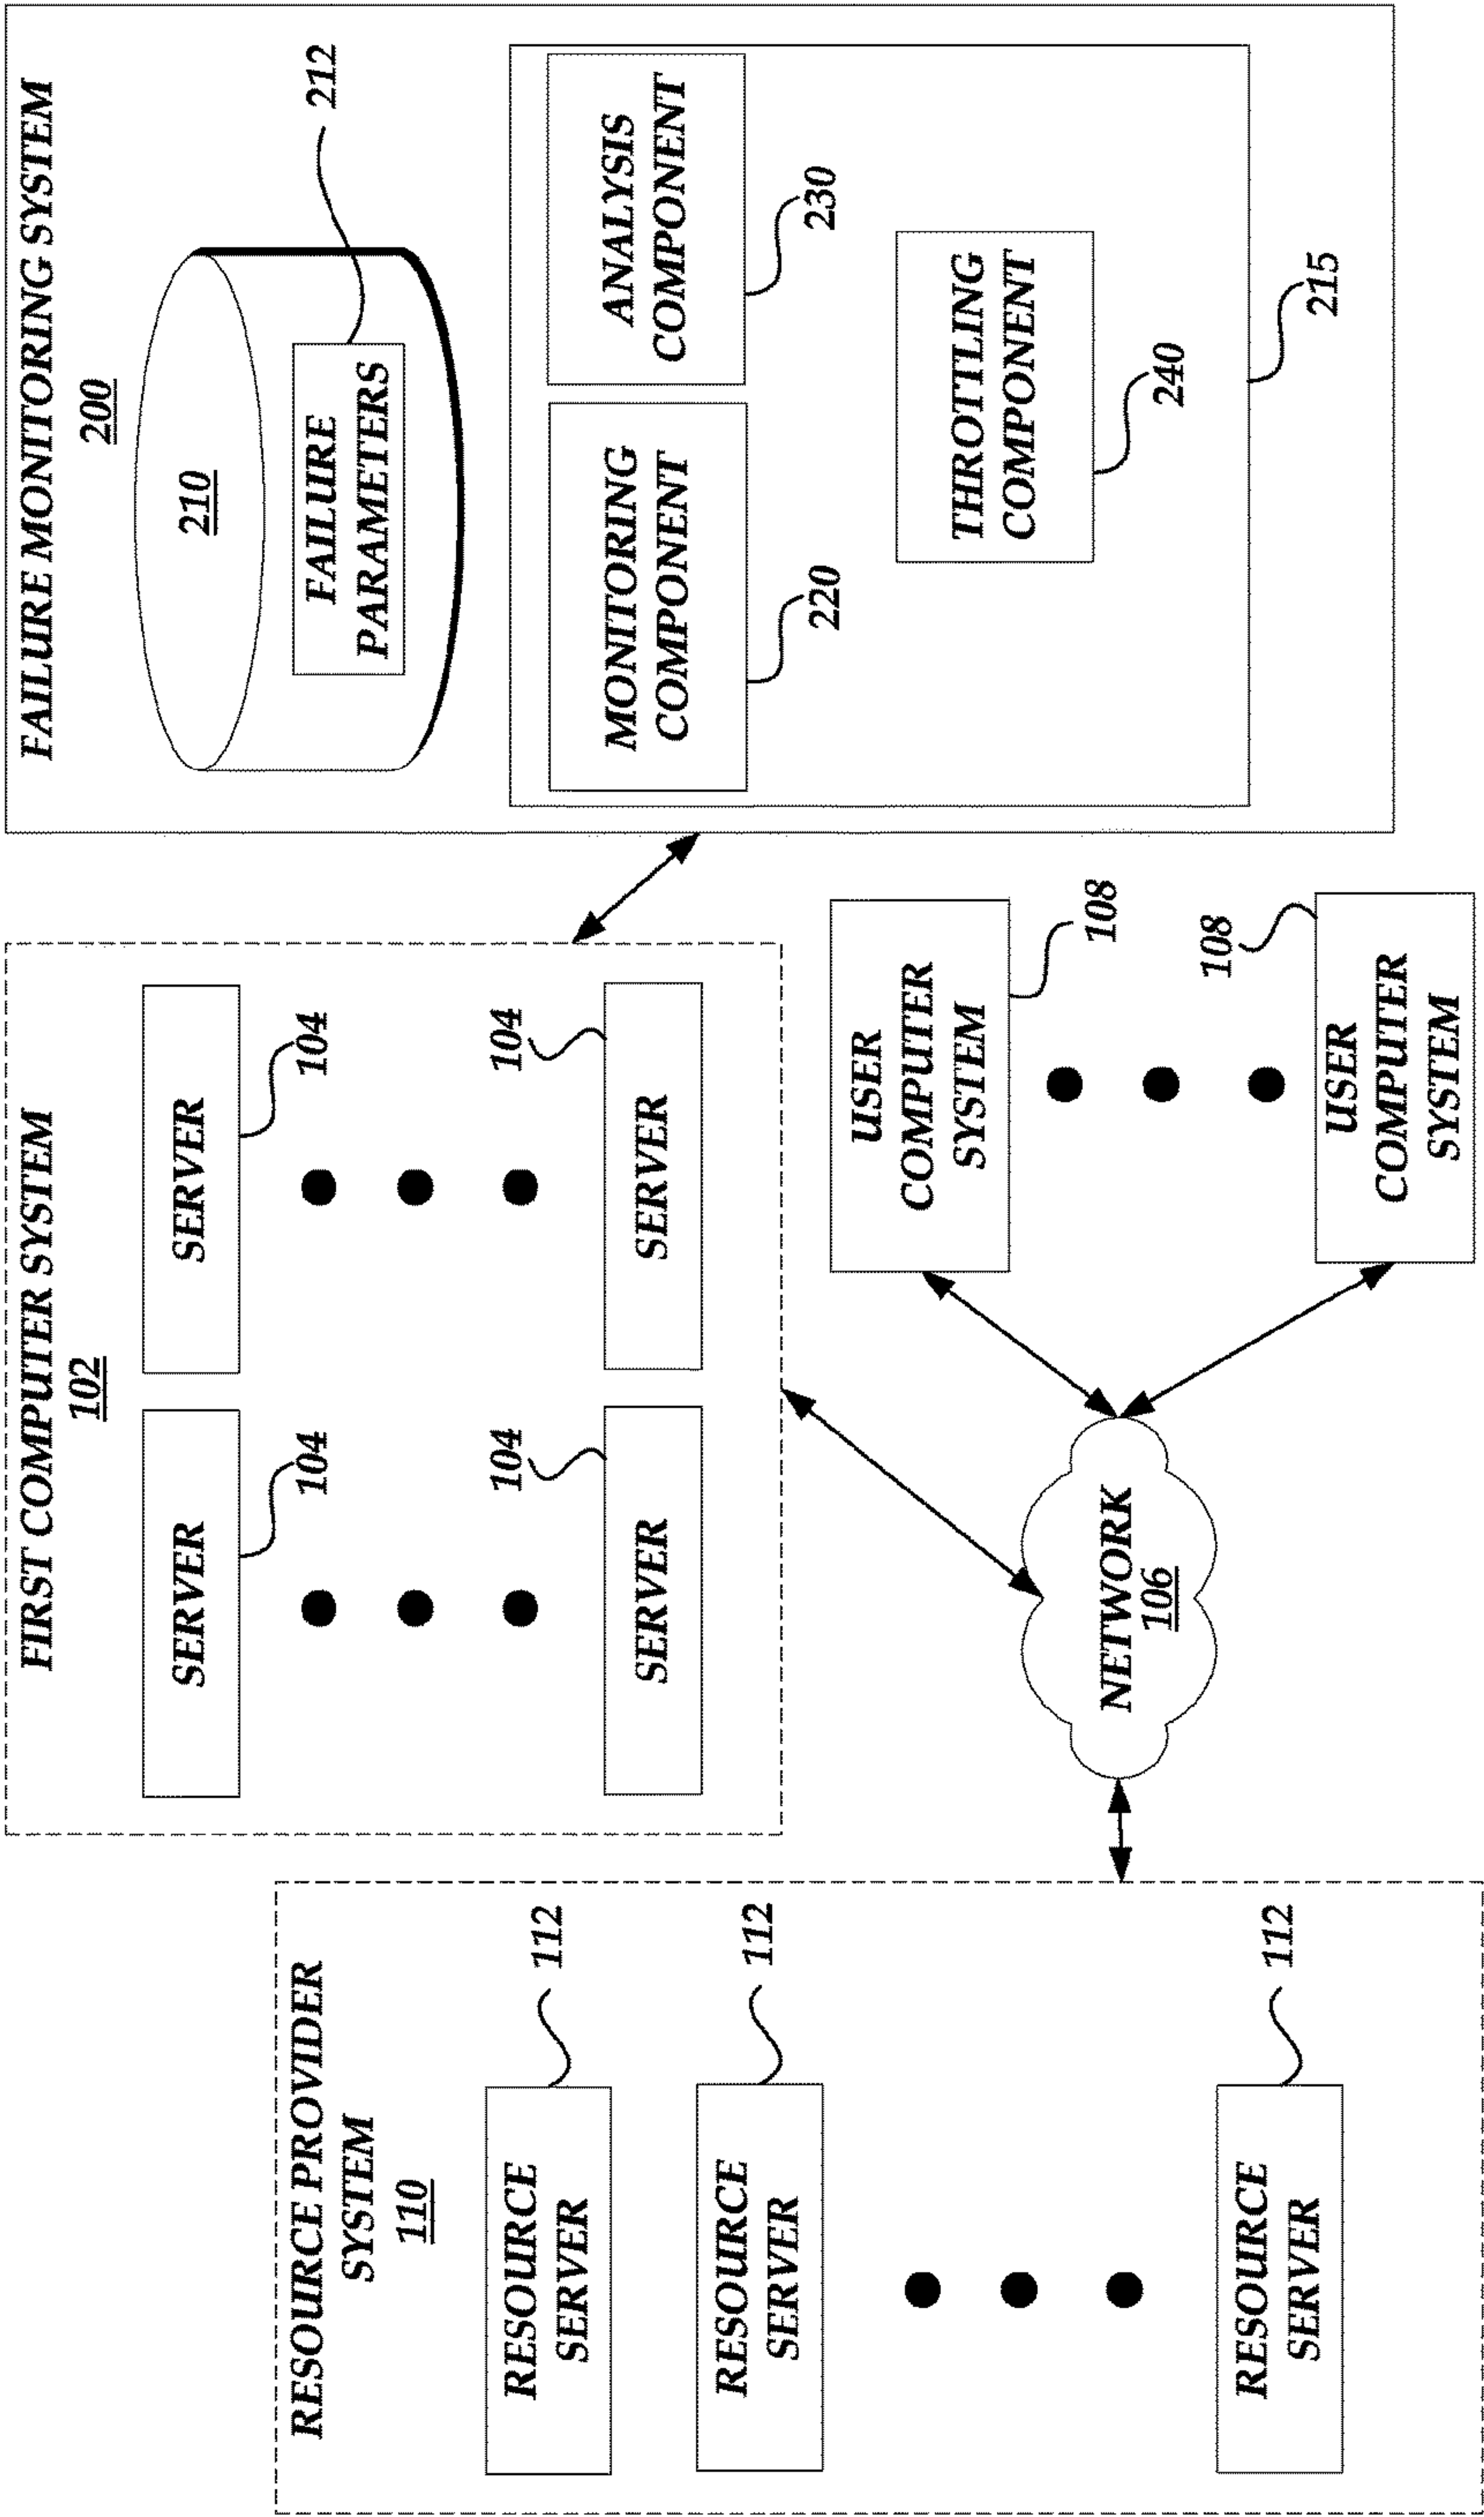 RESOURCE PROVIDER
SYSTEM
110
RESOURCE
SERVER
112
RESOURCE
SERVER
112
RESOURCE
SERVER
112
FIRST COMPUTER SYSTEM
102
SERVER
104
SERVER
104
SERVER
104
SERVER
104
NETWORK
106
USER
COMPUTER
SYSTEM
108
USER
COMPUTER
SYSTEM
108
FAILURE MONITORING SYSTEM
200
210
FAILURE
PARAMETERS
212
MONITORING
COMPONENT
220
ANALYSIS
COMPONENT
230
THROTTLING
COMPONENT
240
215